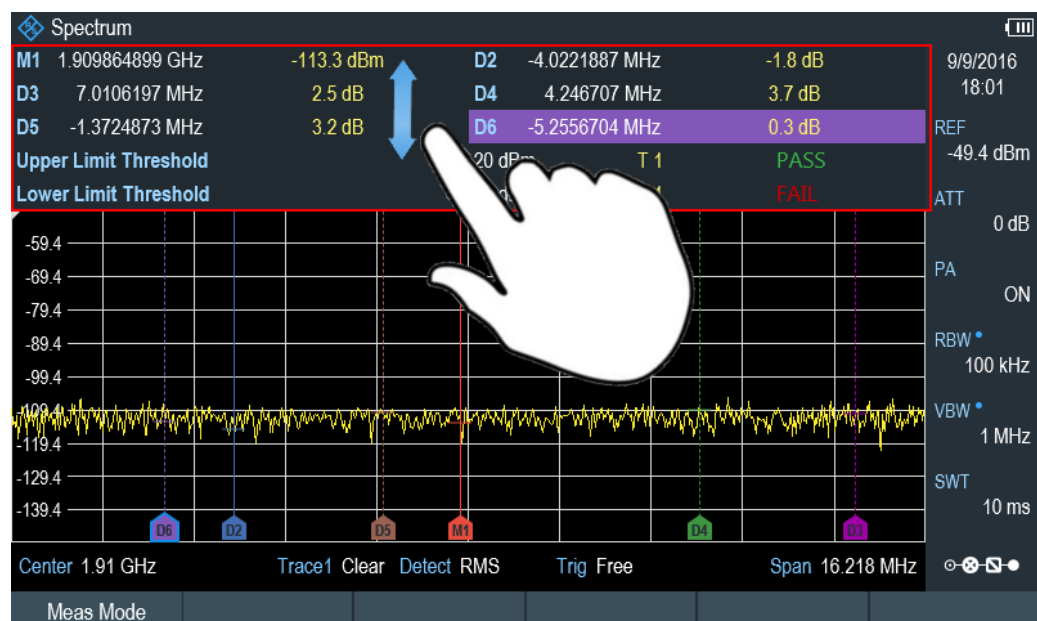 Spectrum
M1 1.909864899 GHz -113.3 dBm D2 -4.0221887 MHz -1.8 dB
9/9/2016
18:01
D3 7.0106197 MHz 2.5 dB D4 4.246707 MHz 3.7 dB
D5 -1.3724873 MHz 3.2 dB D6 -5.2556704 MHz 0.3 dB
Upper Limit Threshold 20 dBm T 1 PASS
Lower Limit Threshold FAIL
REF
-49.4 dBm
ATT
0 dB
PA
ON
RBW
100 kHz
VBW
1 MHz
SWT
10 ms
-59.4
-69.4
-79.4
-89.4
-99.4
-109.4
-119.4
-129.4
-139.4
D6 D2 D5 M1 D4 D3
Center 1.91 GHz Trace1 Clear Detect RMS Trig Free Span 16.218 MHz
Meas Mode